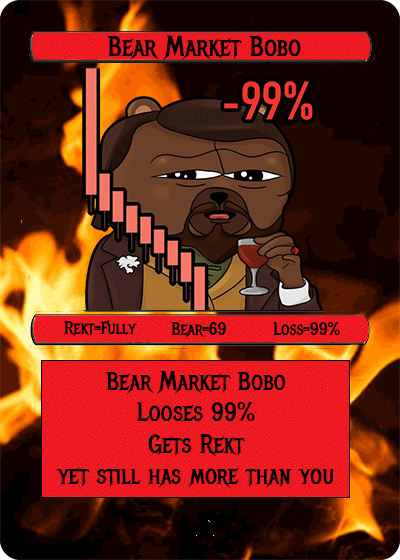 Bear Market Bobo
-99%
Rekt=Fully Bear=69 Loss=99%
Bear Market Bobo
Looses 99%
Gets Rekt
yet still has more than you